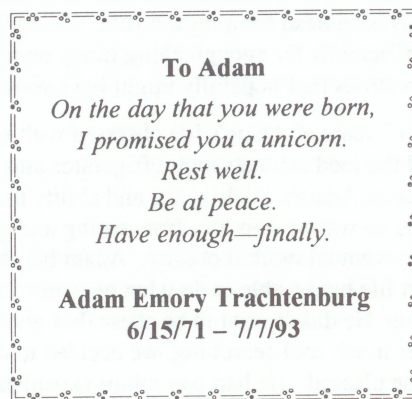 To Adam
On the day that you were born,
I promised you a unicorn.
Rest well.
Be at peace.
Have enough—finally.
Adam Emory Trachtenburg
6/15/71 – 7/7/93